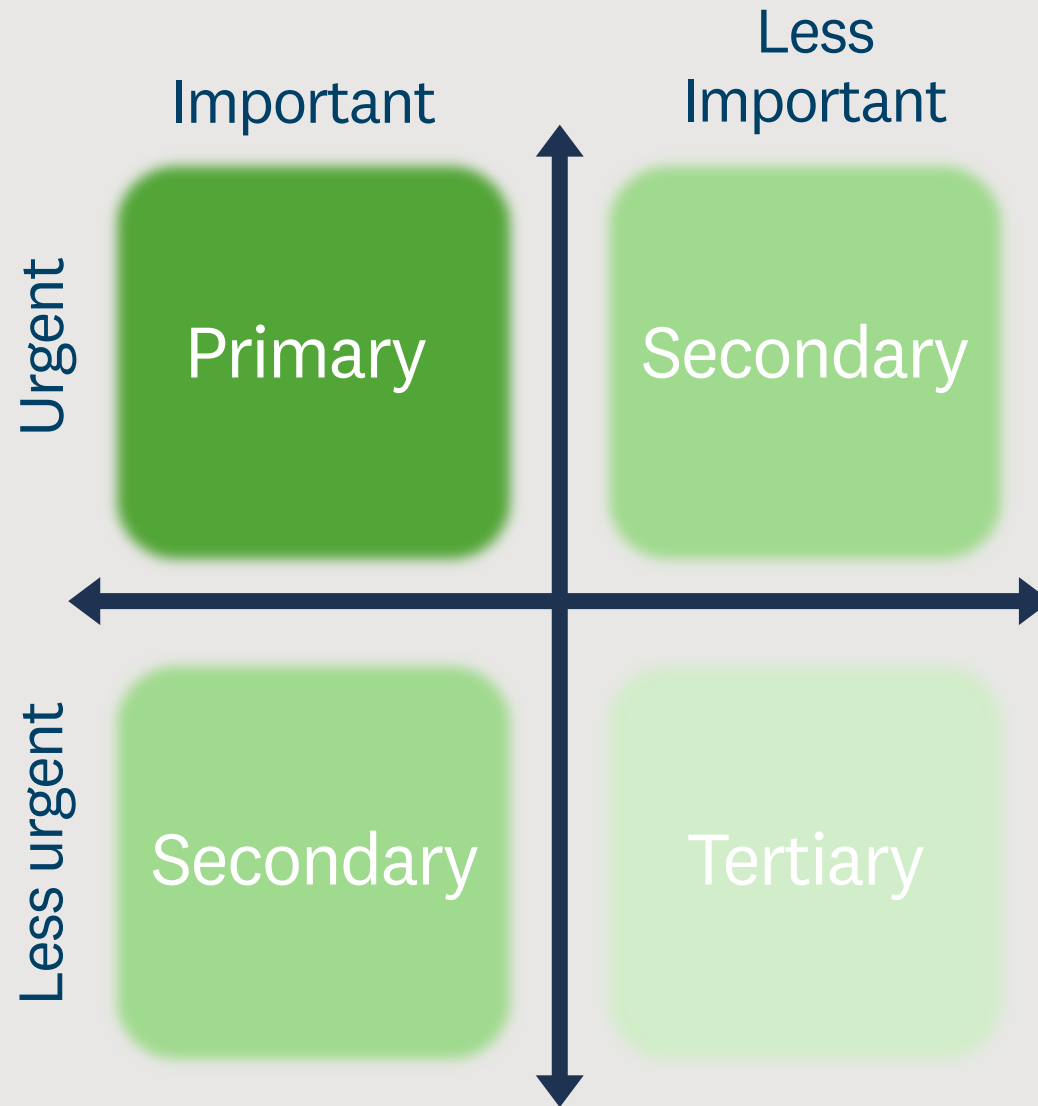 Less
Important
Important
Urgent
Primary
Secondary
Less urgent
Secondary
Tertiary